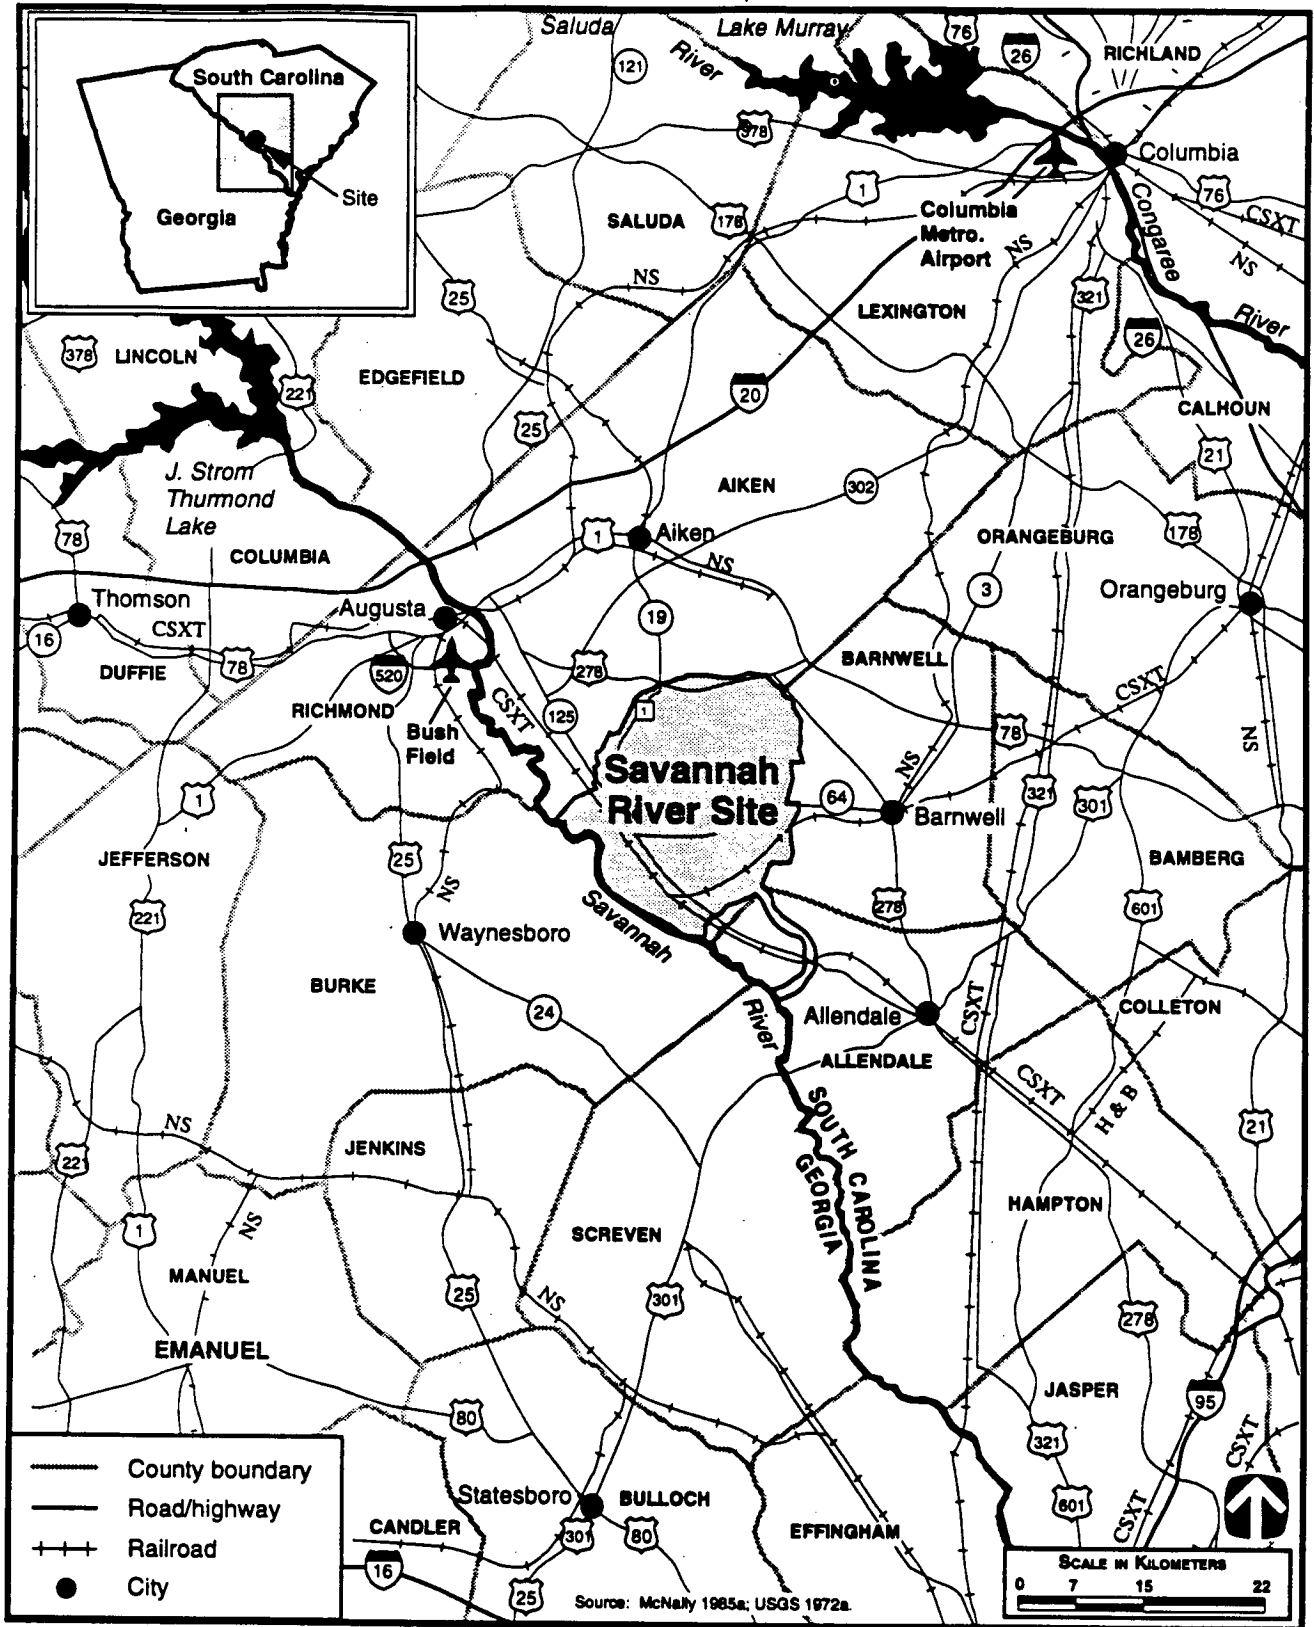 Saluda
Lake Murray
76
26
RICHLAND
121
River
South Carolina
378
Columbia
Site
1
76
CSXT
Georgia
SALUDA
178
Columbia
Metro.
Airport
NS
Congaree
NS
NS
25
321
LEXINGTON
River
26
378
LINCOLN
221
EDGEFIELD
20
25
CALHOUN
21
J. Strom
Thurmond
Lake
AIKEN
302
78
1
Aiken
NS
ORANGEBURG
178
COLUMBIA
3
Orangeburg
Thomson
Augusta
19
16
CSXT
78
DUFFIE
520
278
BARNWELL
CSXT
RICHMOND
CSXT
125
1
Bush
Field
78
NS
Savannah
River Site
NS
1
64
321
301
Barnwell
JEFFERSON
25
BAMBERG
NS
221
278
601
Savannah
Waynesboro
BURKE
24
River
Allendale
CSXT
COLLETON
ALLENDALE
CSXT
H & B
SOUTH CAROLINA
GEORGIA
NS
21
221
JENKINS
HAMPTON
1
NS
SCREVEN
MANUEL
25
NS
301
278
EMANUEL
JASPER
95
80
321
CSXT
County boundary
Road/highway
Railroad
City
Statesboro
BULLOCH
601
CSXT
CANDLER
301
80
EFFINGHAM
16
25
SCALE IN KILOMETERS
0 7 15 22
Source: McNally 1985a; USGS 1972a.